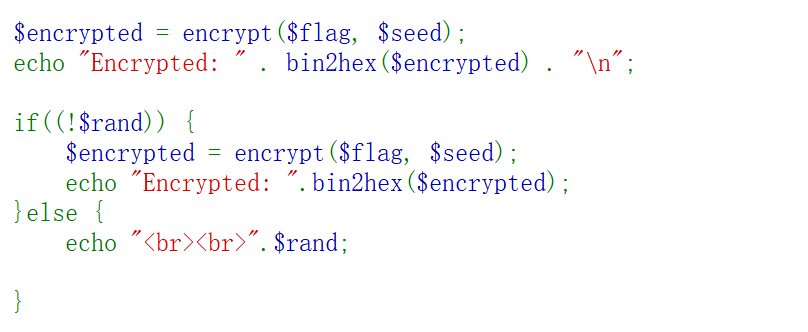 $encrypted = encrypt($flag, $seed);
echo "Encrypted: " . bin2hex($encrypted) . "\n";
if((!$rand)) {
$encrypted = encrypt($flag, $seed);
echo "Encrypted: ".bin2hex($encrypted);
}else {
echo "<br><br>".$rand;
}